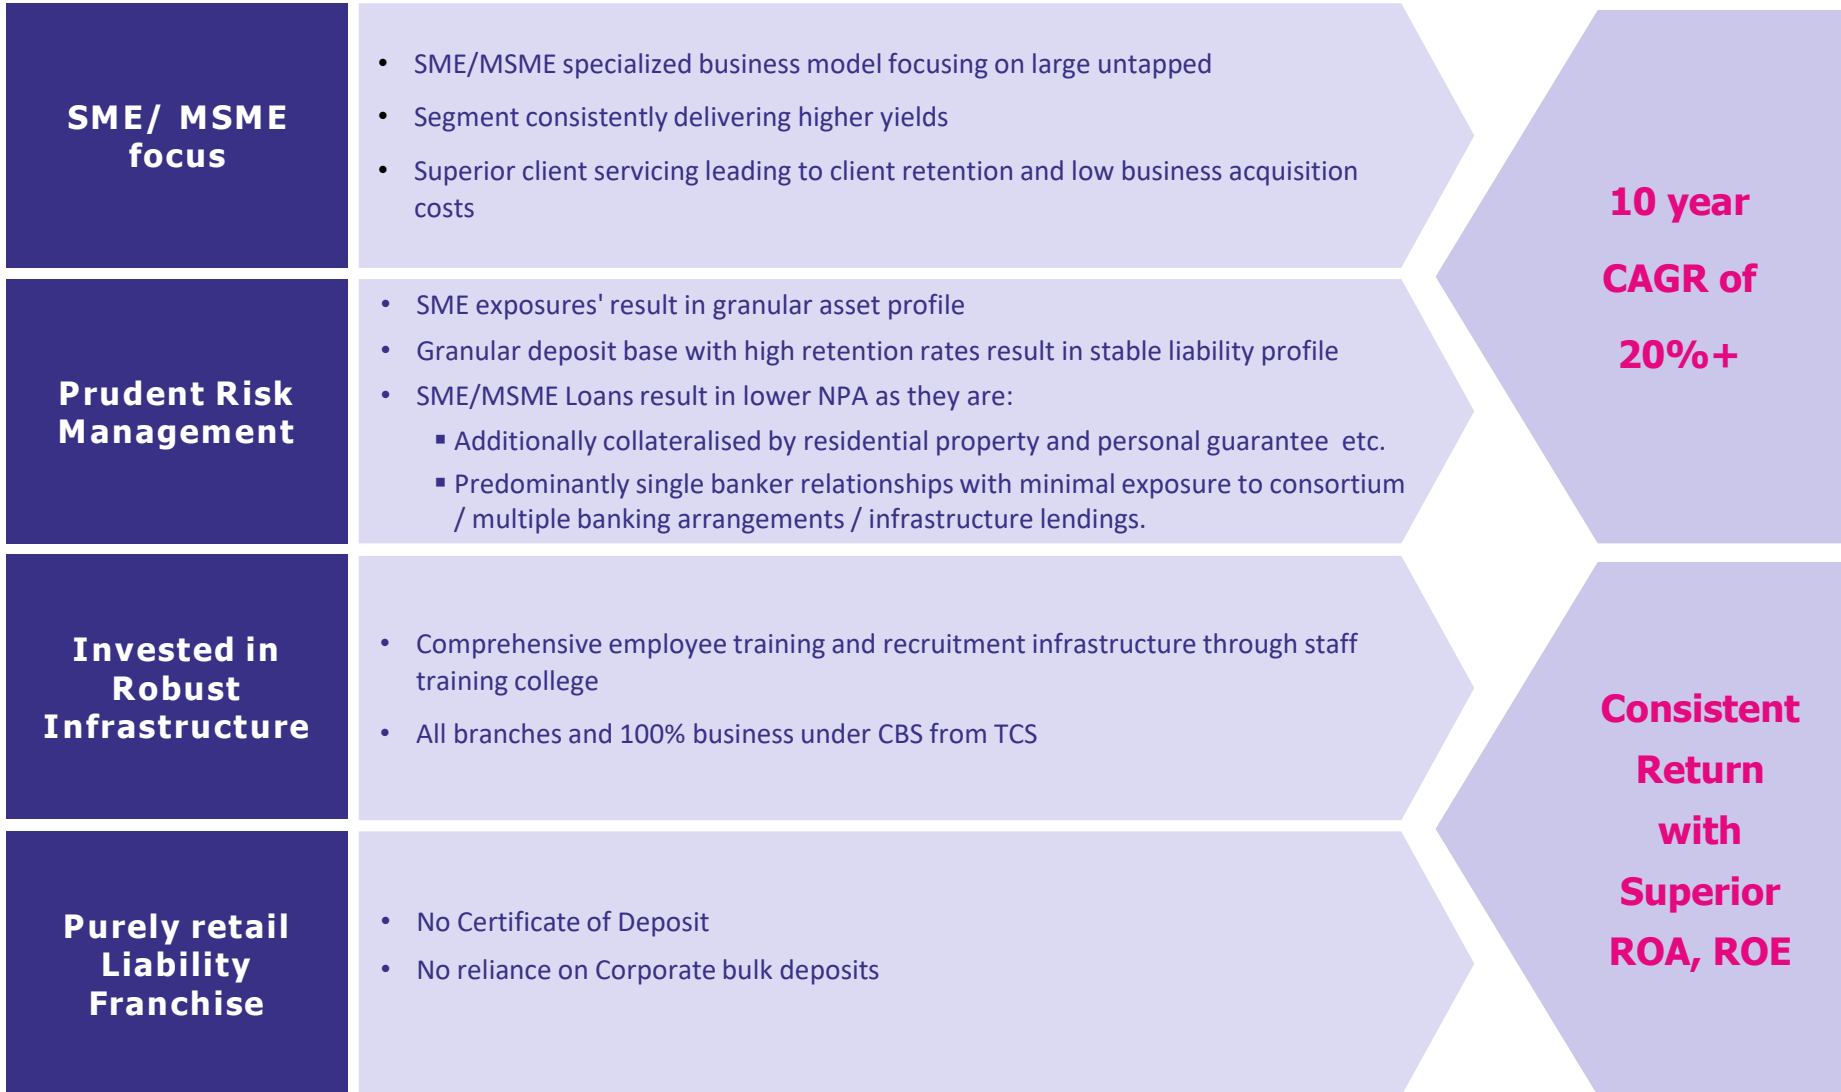 SME/ MSME
focus
• SME/MSME specialized business model focusing on large untapped
• Segment consistently delivering higher yields
• Superior client servicing leading to client retention and low business acquisition
costs
Prudent Risk
Management
• SME exposures' result in granular asset profile
• Granular deposit base with high retention rates result in stable liability profile
• SME/MSME Loans result in lower NPA as they are:
▪ Additionally collateralised by residential property and personal guarantee etc.
▪ Predominantly single banker relationships with minimal exposure to consortium
/ multiple banking arrangements / infrastructure lendings.
10 year
CAGR of
20%+
Invested in
Robust
Infrastructure
• Comprehensive employee training and recruitment infrastructure through staff
training college
• All branches and 100% business under CBS from TCS
Purely retail
Liability
Franchise
• No Certificate of Deposit
• No reliance on Corporate bulk deposits
Consistent
Return
with
Superior
ROA, ROE